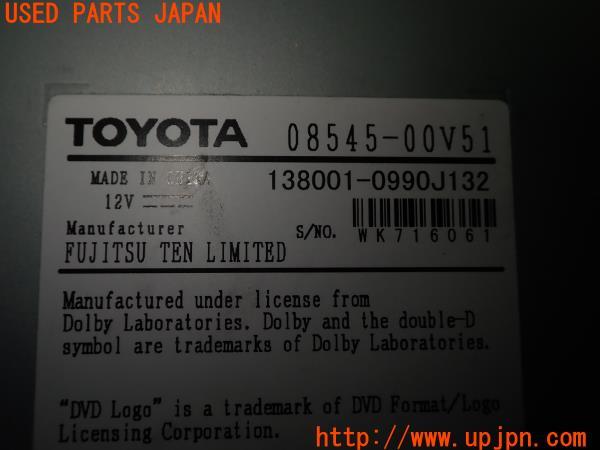 USED PARTS JAPAN
TOYOTA 08545-00V51
MADE IN CHINA 138001-0990J132
12V
Manufacturer S/NO. WK716061
FUJITSU TEN LIMITED
Manufactured under license from
Dolby Laboratories. Dolby and the double-D
symbol are trademarks of Dolby Laboratories.
"DVD Logo" is a trademark of DVD Format/Logo
Licensing Corporation.
http://www.upjpn.com